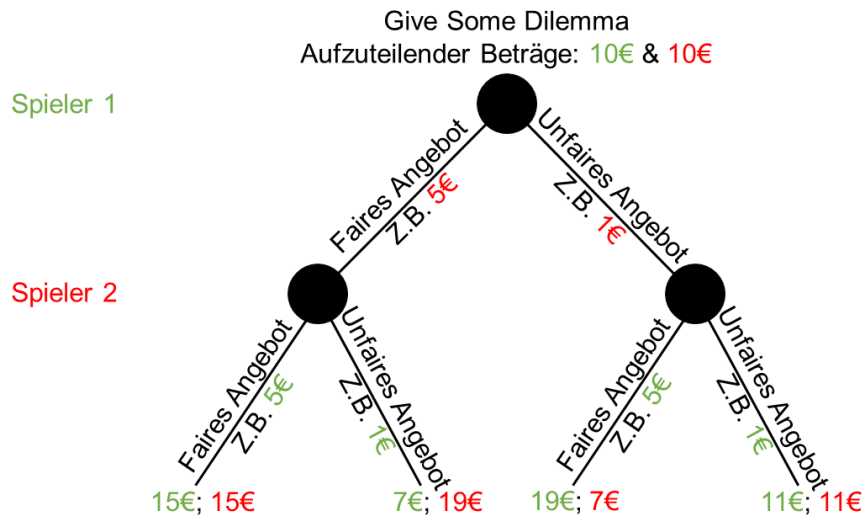 Give Some Dilemma
Aufzuteilender Beträge: 10€ & 10€
Spieler 1
Faires Angebot
Z.B. 5€
Unfaires Angebot
Z.B. 1€
Spieler 2
Faires Angebot
Z.B. 5€
Unfaires Angebot
Z.B. 1€
Faires Angebot
Z.B. 5€
Unfaires Angebot
Z.B. 1€
15€; 15€
7€; 19€
19€; 7€
11€; 11€